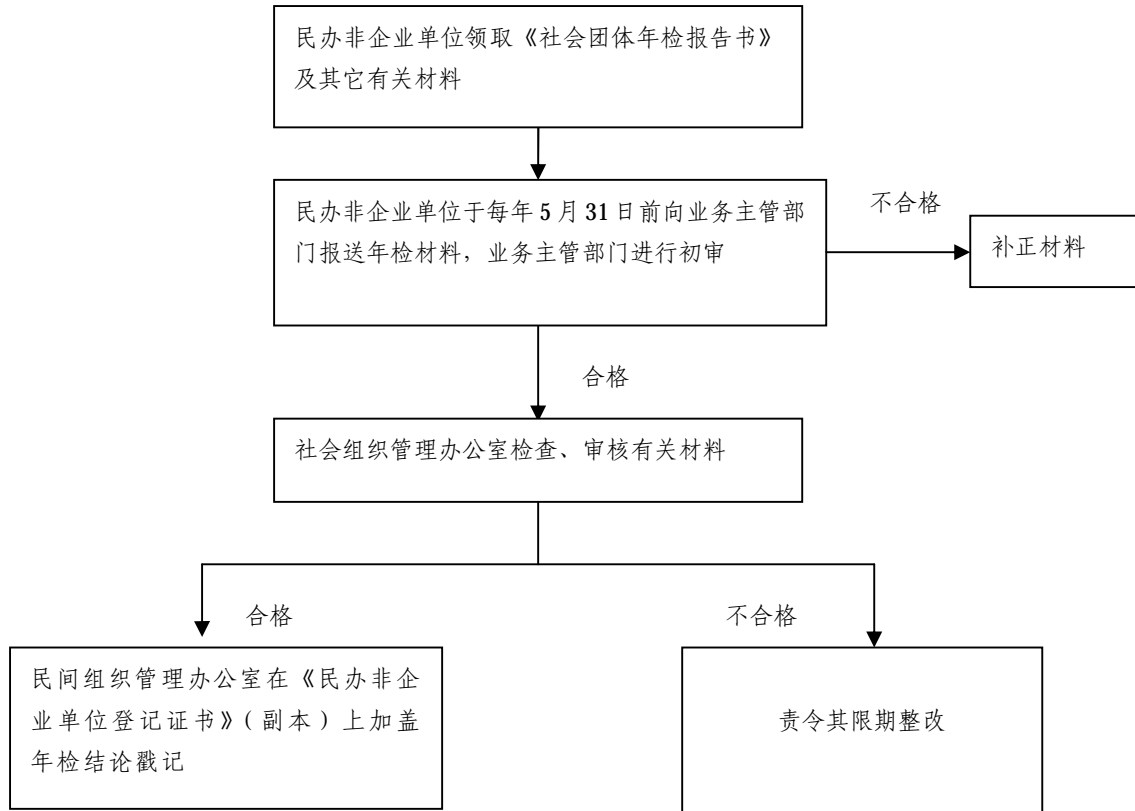 民办非企业单位领取《社会团体年检报告书》
及其它有关材料
民办非企业单位于每年 5 月 31 日前向业务主管部
门报送年检材料，业务主管部门进行初审
不合格
补正材料
合格
社会组织管理办公室检查、审核有关材料
合格
不合格
民间组织管理办公室在《民办非企
业单位登记证书》（副本）上加盖
年检结论戳记
责令其限期整改